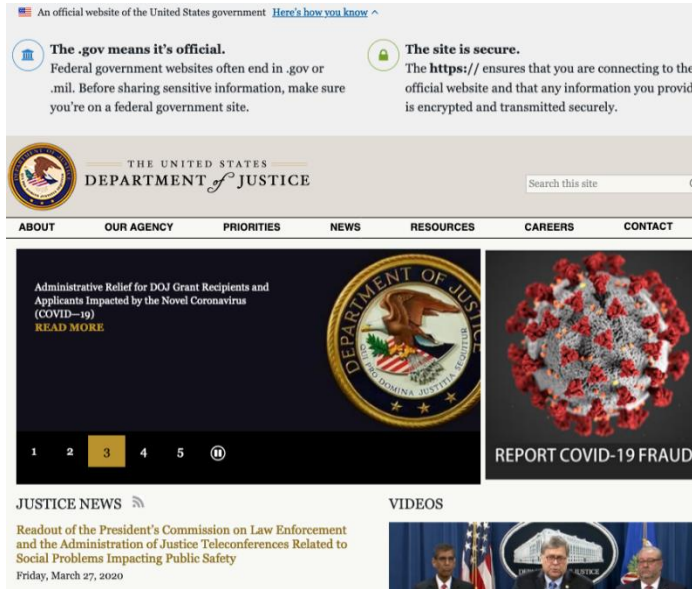 An official website of the United States government Here's how you know
The .gov means it's official.
Federal government websites often end in .gov or
.mil. Before sharing sensitive information, make sure
you're on a federal government site.
The site is secure.
The https:// ensures that you are connecting to the
official website and that any information you provid
is encrypted and transmitted securely.
THE UNITED STATES
DEPARTMENT of JUSTICE
Search this site
ABOUT OUR AGENCY PRIORITIES NEWS RESOURCES CAREERS CONTACT
Administrative Relief for DOJ Grant Recipients and
Applicants Impacted by the Novel Coronavirus
(COVID—19)
READ MORE
DEPARTMENT OF JUS
QUI PRO DOMINA JUSTITIA SEQUITUR
1 2 3 4 5
REPORT COVID-19 FRAUD
JUSTICE NEWS
Readout of the President's Commission on Law Enforcement
and the Administration of Justice Teleconferences Related to
Social Problems Impacting Public Safety
Friday, March 27, 2020
VIDEOS